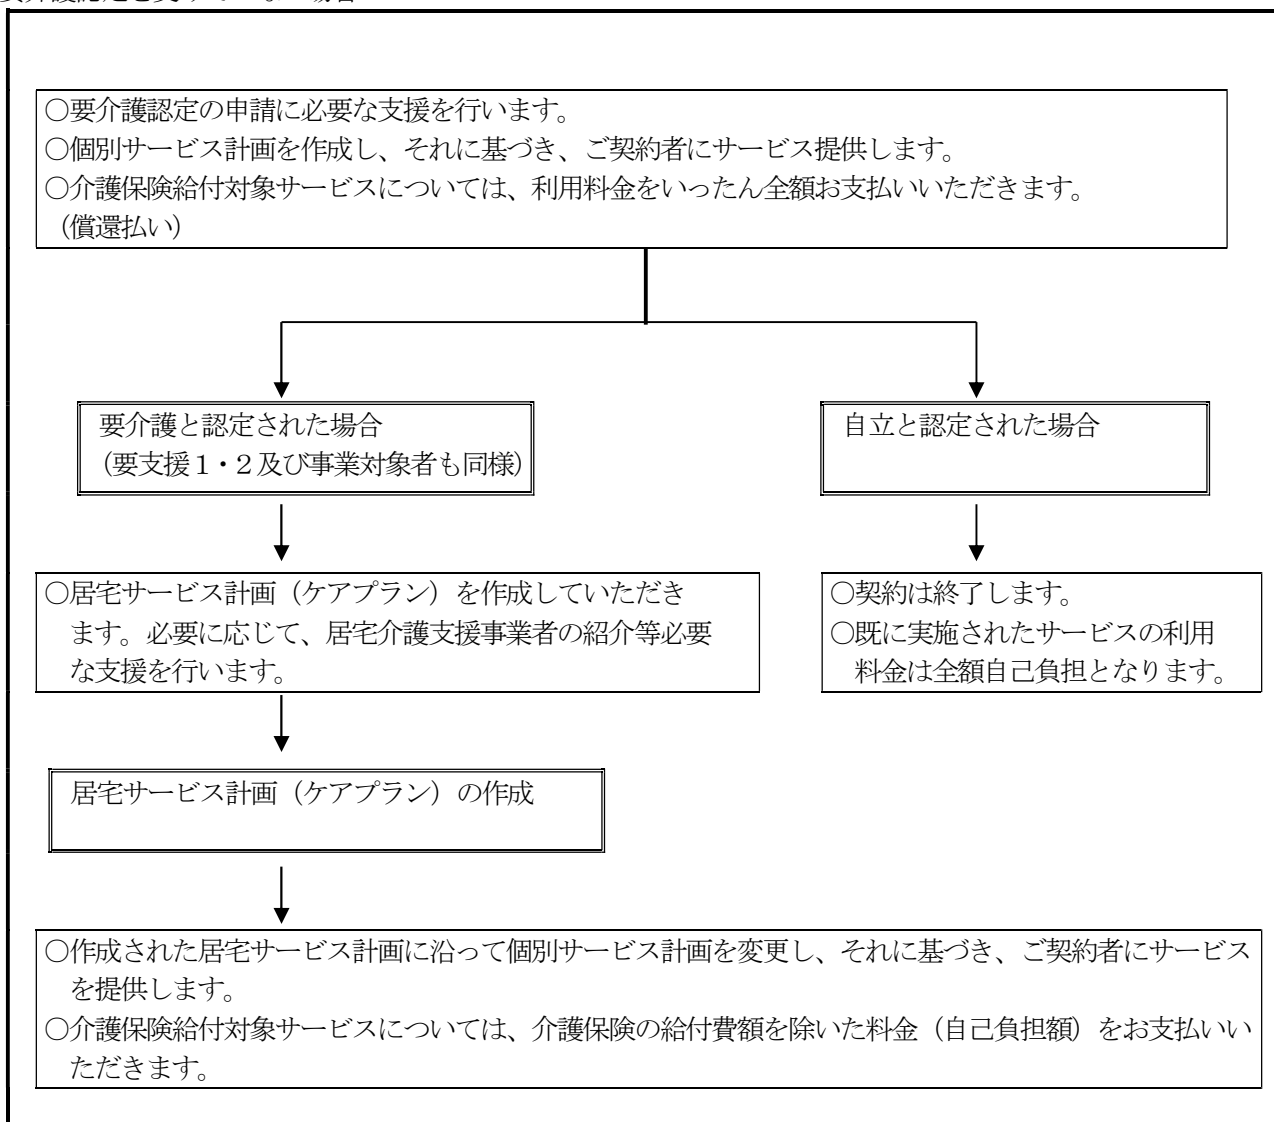 ○要介護認定の申請に必要な支援を行います。
○個別サービス計画を作成し、それに基づき、ご契約者にサービス提供します。
○介護保険給付対象サービスについては、利用料金をいったん全額お支払いいただきます。
（償還払い）
要介護と認定された場合
（要支援１・２及び事業対象者も同様）
自立と認定された場合
○居宅サービス計画（ケアプラン）を作成していただき
ます。必要に応じて、居宅介護支援事業者の紹介等必要
な支援を行います。
○契約は終了します。
○既に実施されたサービスの利用
料金は全額自己負担となります。
居宅サービス計画（ケアプラン）の作成
○作成された居宅サービス計画に沿って個別サービス計画を変更し、それに基づき、ご契約者にサービス
を提供します。
○介護保険給付対象サービスについては、介護保険の給付費額を除いた料金（自己負担額）をお支払いい
ただきます。